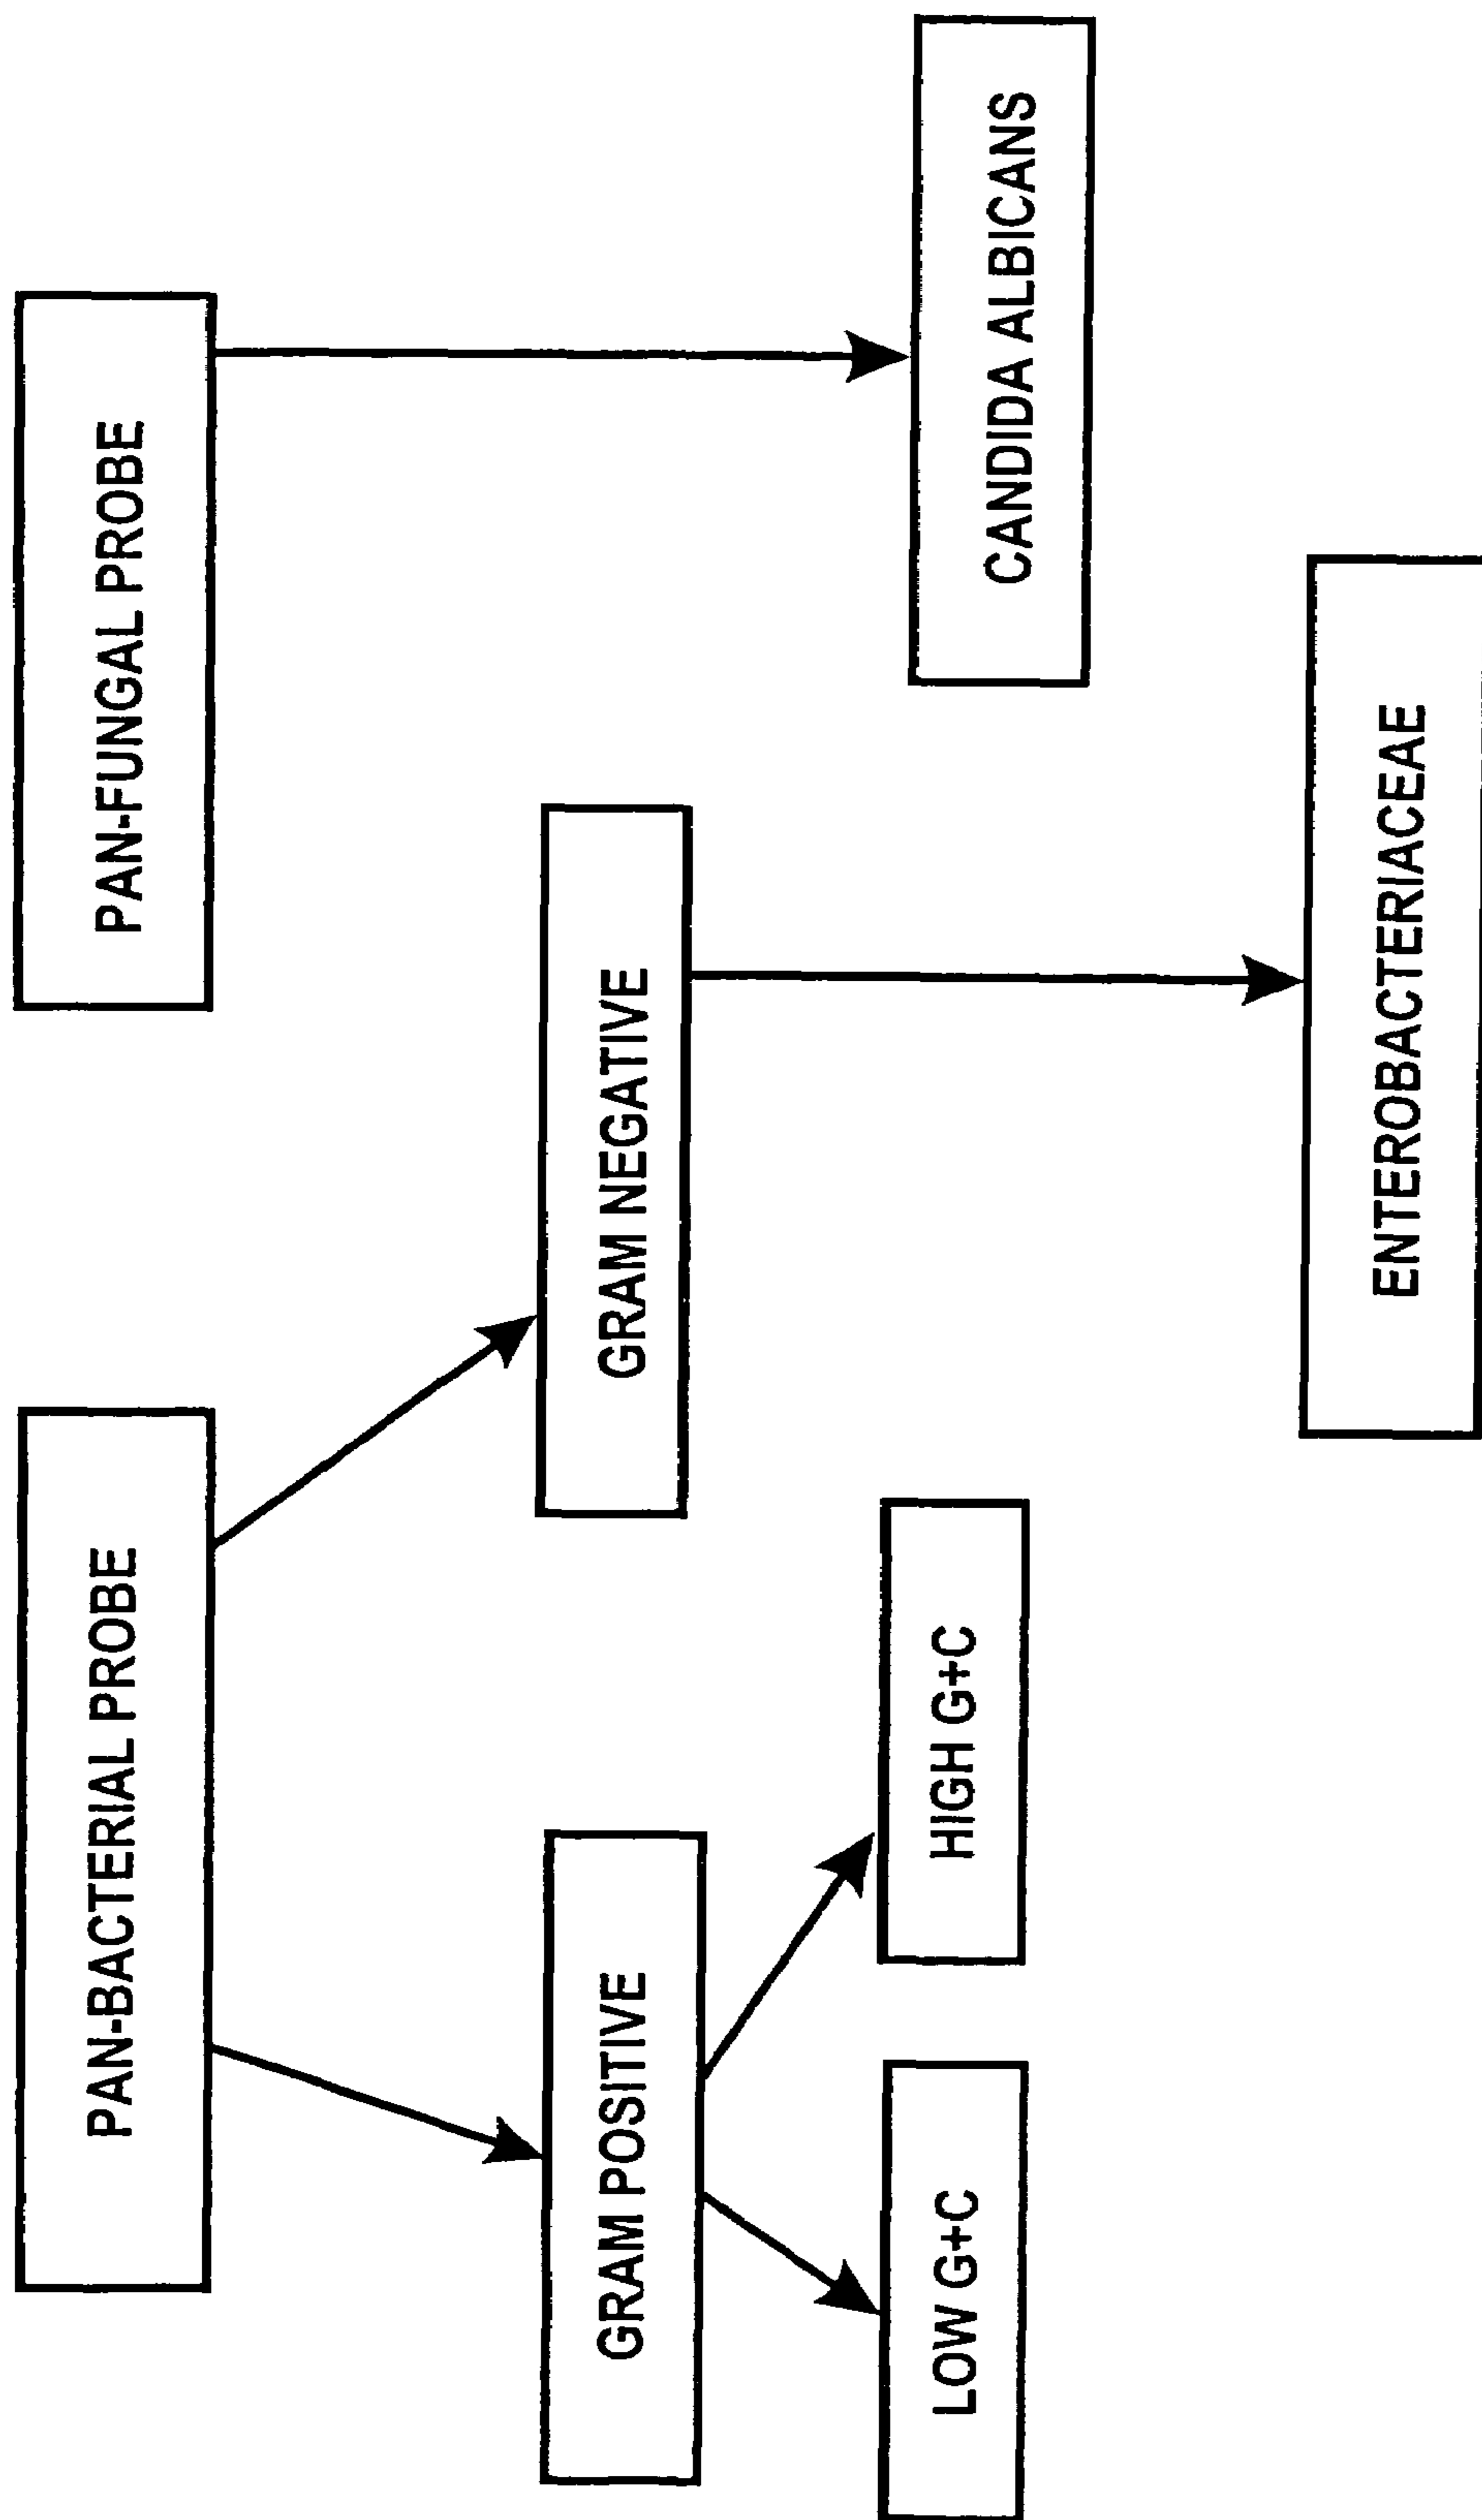 PAN-BACTERIAL PROBE
PAN-FUNGAL PROBE
GRAM POSITIVE
GRAM NEGATIVE
LOW G+C
HIGH G+C
CANDIDA ALBICANS
ENTEROBACTERIACEAE